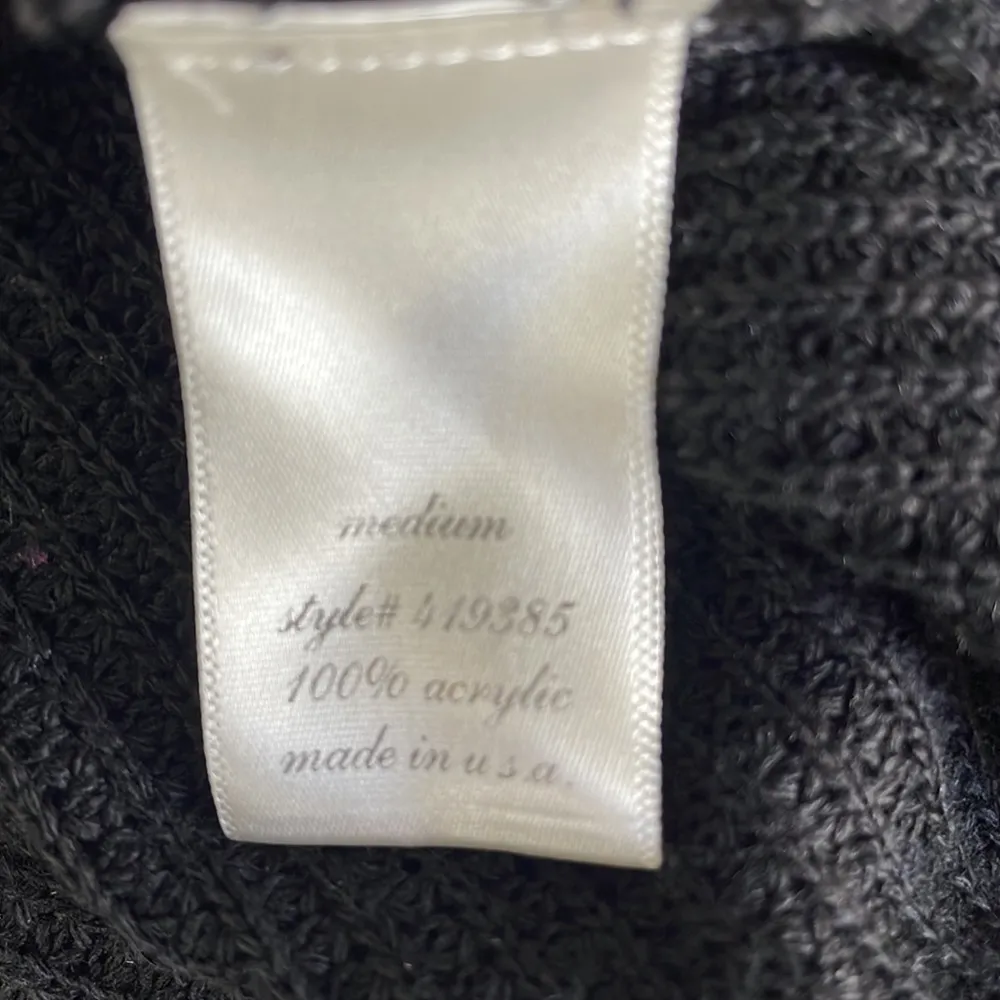 medium
style# 419385
100% acrylic
made in u.s.a.